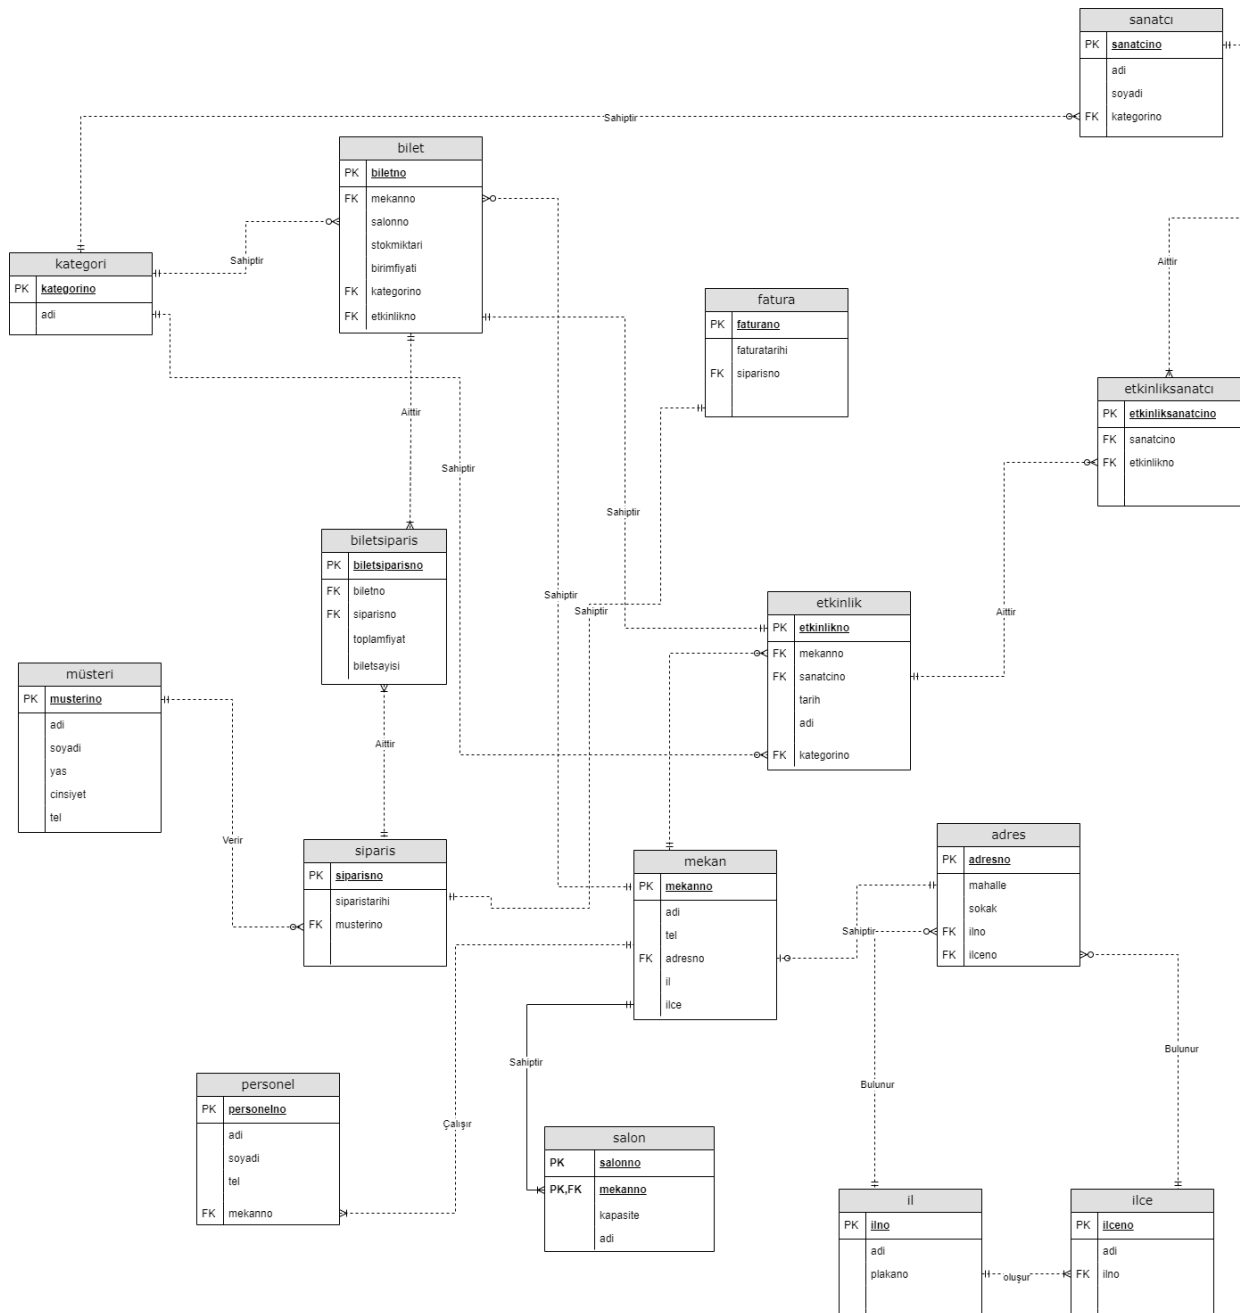 sanatcı
PK sanatcino
adi
soyadi
FK kategorino
Sahiptir
bilet
PK biletno
FK mekanno
salonno
stokmiktari
birimfiyati
FK kategorino
FK etkinlikno
Sahiptir
kategori
PK kategorino
adi
fatura
PK faturano
faturatarihi
FK siparisno
Aittir
etkinliksanatcı
PK etkinliksanatcino
FK sanatcino
FK etkinlikno
Aittir
Sahiptir
Sahiptir
biletsiparis
PK biletsiparisno
FK biletno
FK siparisno
toplamfiyat
biletsayisi
Sahiptir
Sahiptir
etkinlik
PK etkinlikno
FK mekanno
FK sanatcino
tarih
adi
FK kategorino
Aittir
müsteri
PK musterino
adi
soyadi
yas
cinsiyet
tel
Aittir
Verir
siparis
PK siparisno
siparistarihi
FK musterino
mekan
PK mekanno
adi
tel
FK adresno
il
ilce
Sahiptir
adres
PK adresno
mahalle
sokak
FK ilno
FK ilceno
Sahiptir
Bulunur
Bulunur
personel
PK personelno
adi
soyadi
tel
FK mekanno
Çalışır
salon
PK salonno
PK,FK mekanno
kapasite
adi
il
PK ilno
adi
plakano
oluşur
ilce
PK ilceno
adi
FK ilno